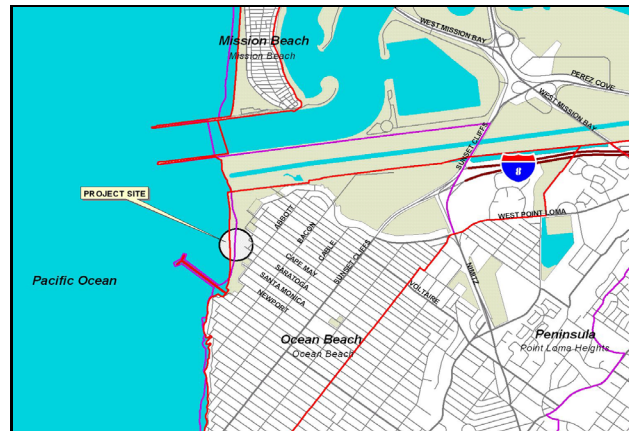 Mission Beach
Mission Beach
WEST MISSION BAY
PEREZ COVE
WEST MISSION BAY
SUNSET CLIFFS
8
PROJECT SITE
ABBOTT
BACON
CABLE
WEST POINT LOMA
CAPE MAY
SUNSET CLIFFS
SARATOGA
SANTA MONICA
NEWPORT
NIMITZ
VOLTAIRE
Pacific Ocean
Ocean Beach
Ocean Beach
Peninsula
Point Loma Heights